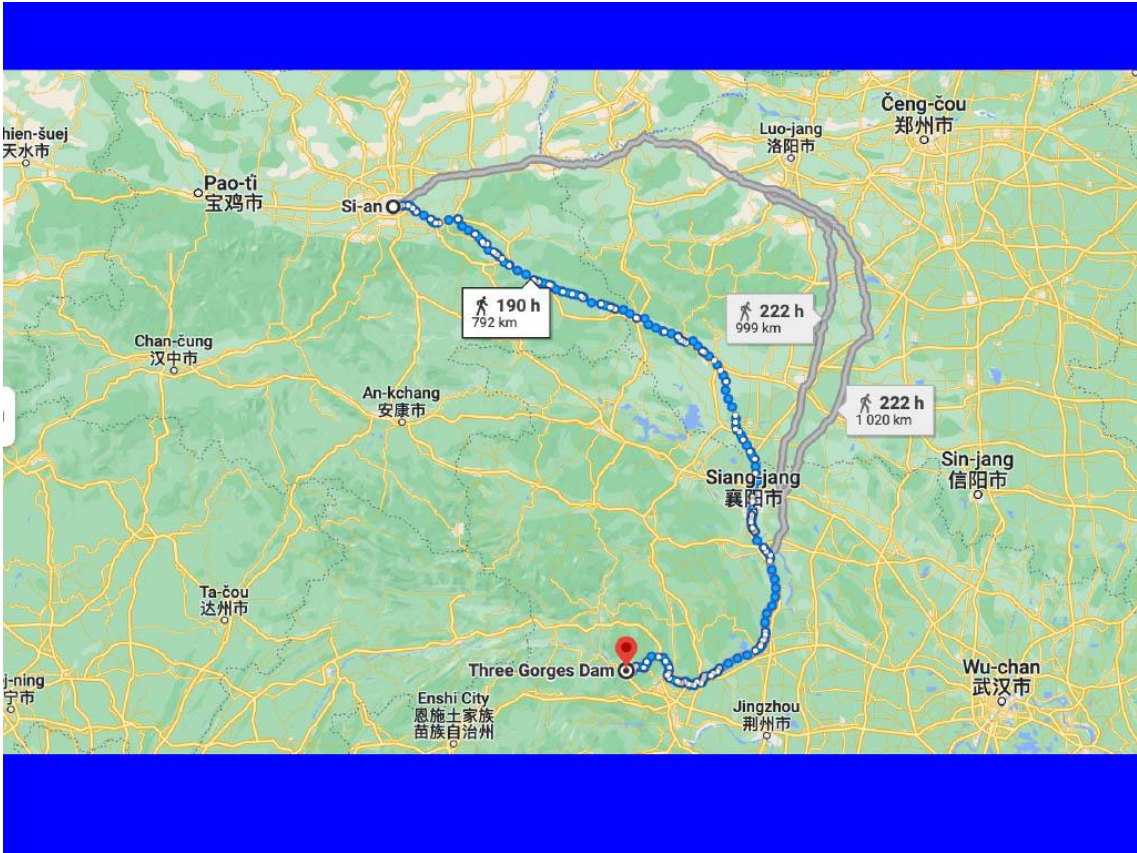 Čeng-čou
郑州市
Luo-jang
洛阳市
hien-šuej
天水市
Pao-ťi
宝鸡市
Si-an
190 h
792 km
222 h
999 km
Chan-čung
汉中市
An-kchang
安康市
222 h
1 020 km
Sin-jang
信阳市
Siang-jang
襄阳市
Ta-čou
达州市
Three Gorges Dam
Wu-chan
武汉市
j-ning
宁市
Enshi City
恩施土家族
苗族自治州
Jingzhou
荆州市